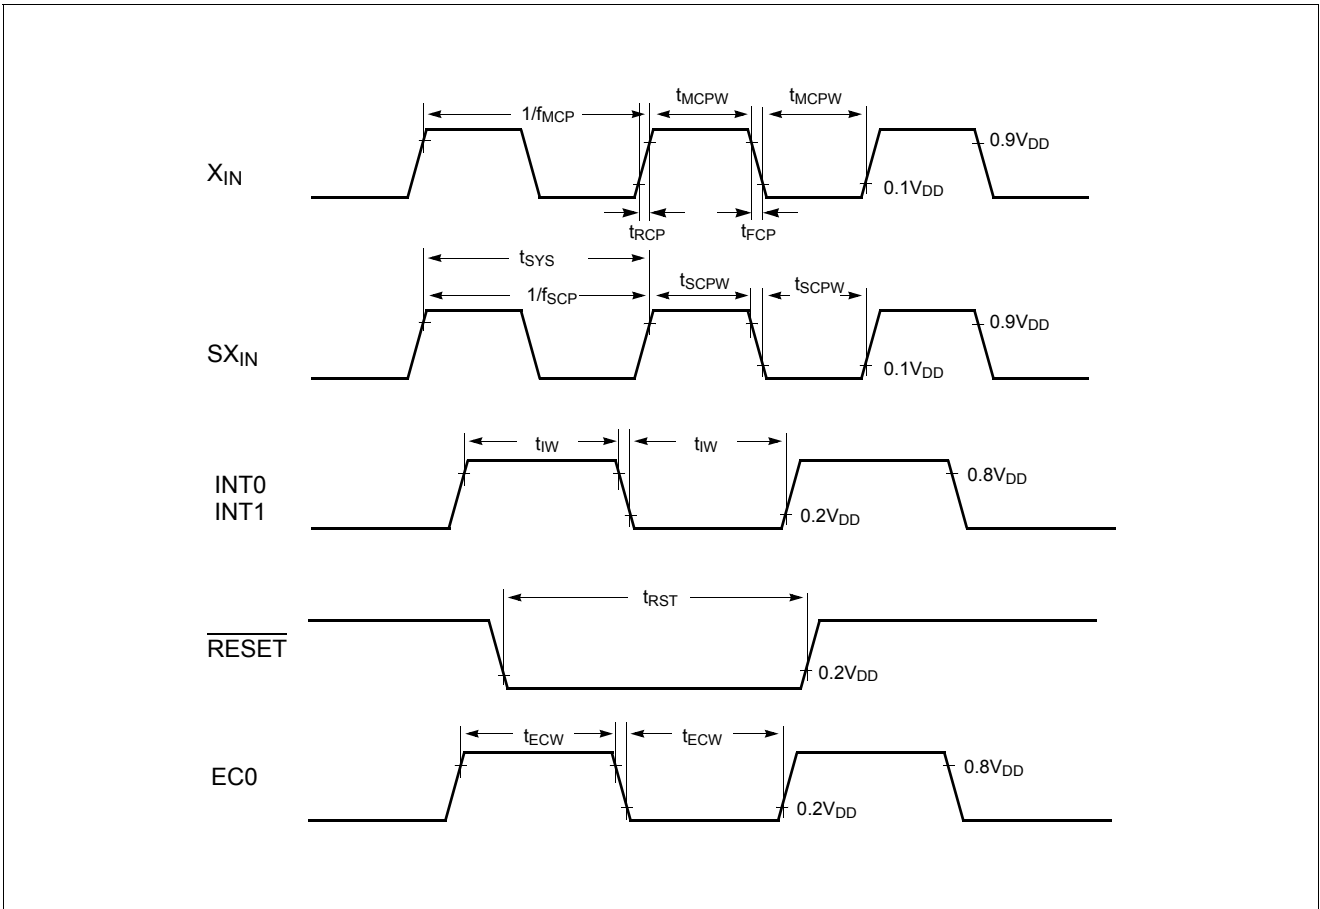 tMCPW tMCPW
1/fMCP
0.9VDD
XIN
0.1VDD
tRCP tFCP
tSYS
tSCPW tSCPW
1/fSCP
0.9VDD
SXIN
0.1VDD
tIW tIW
INT0
0.8VDD
INT1
0.2VDD
tRST
RESET
0.2VDD
tECW tECW
EC0
0.8VDD
0.2VDD